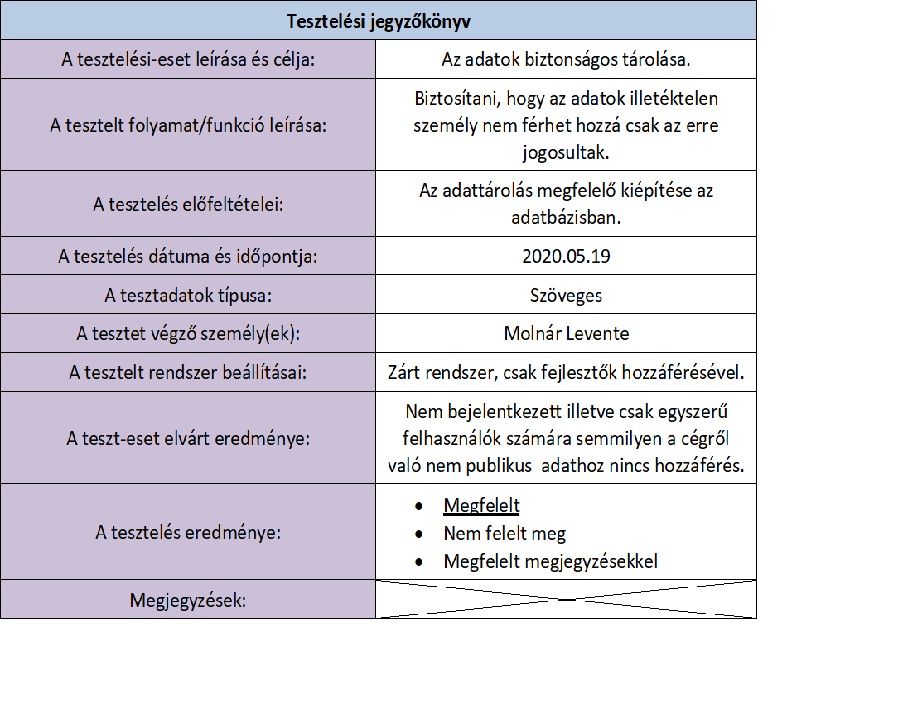 Tesztelési jegyzőkönyv
A tesztelési-eset leírása és célja:
Az adatok biztonságos tárolása.
A tesztelt folyamat/funkció leírása:
Biztosítani, hogy az adatok illetéktelen
személy nem férhet hozzá csak az erre
jogosultak.
A tesztelés előfeltételei:
Az adattárolás megfelelő kiépítése az
adatbázisban.
A tesztelés dátuma és időpontja:
2020.05.19
A tesztadatok típusa:
Szöveges
A tesztet végző személy(ek):
Molnár Levente
A tesztelt rendszer beállításai:
Zárt rendszer, csak fejlesztők hozzáférésével.
A teszt-eset elvárt eredménye:
Nem bejelentkezett illetve csak egyszerű
felhasználók számára semmilyen a cégről
való nem publikus adathoz nincs hozzáférés.
A tesztelés eredménye:
• Megfelelt
• Nem felelt meg
• Megfelelt megjegyzésekkel
Megjegyzések: